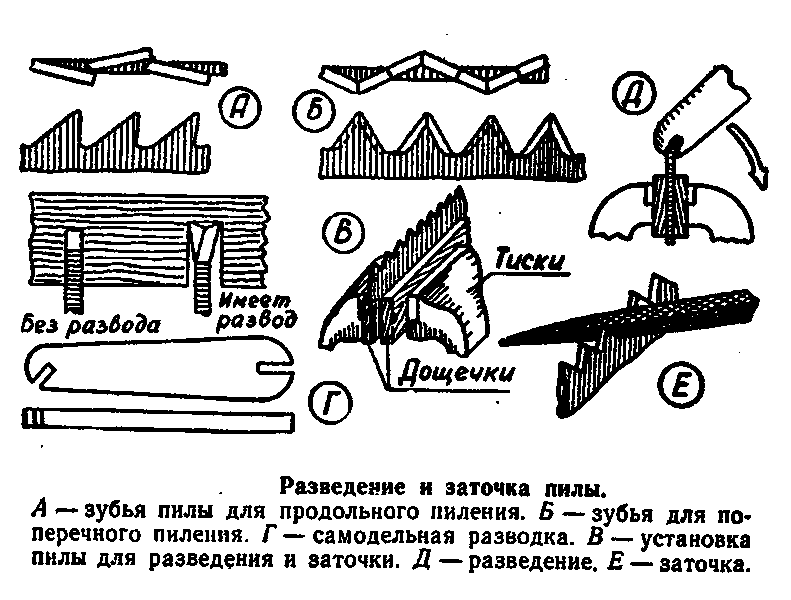 А
Б
Д
В
Тиски
Без развода
Имеет
развод
Дощечки
Г
Е
Разведение и заточка пилы.
А — зубья пилы для продольного пиления. Б — зубья для по-
перечного пиления. Г — самодельная разводка. В — установка
пилы для разведения и заточки. Д — разведение. Е — заточка.